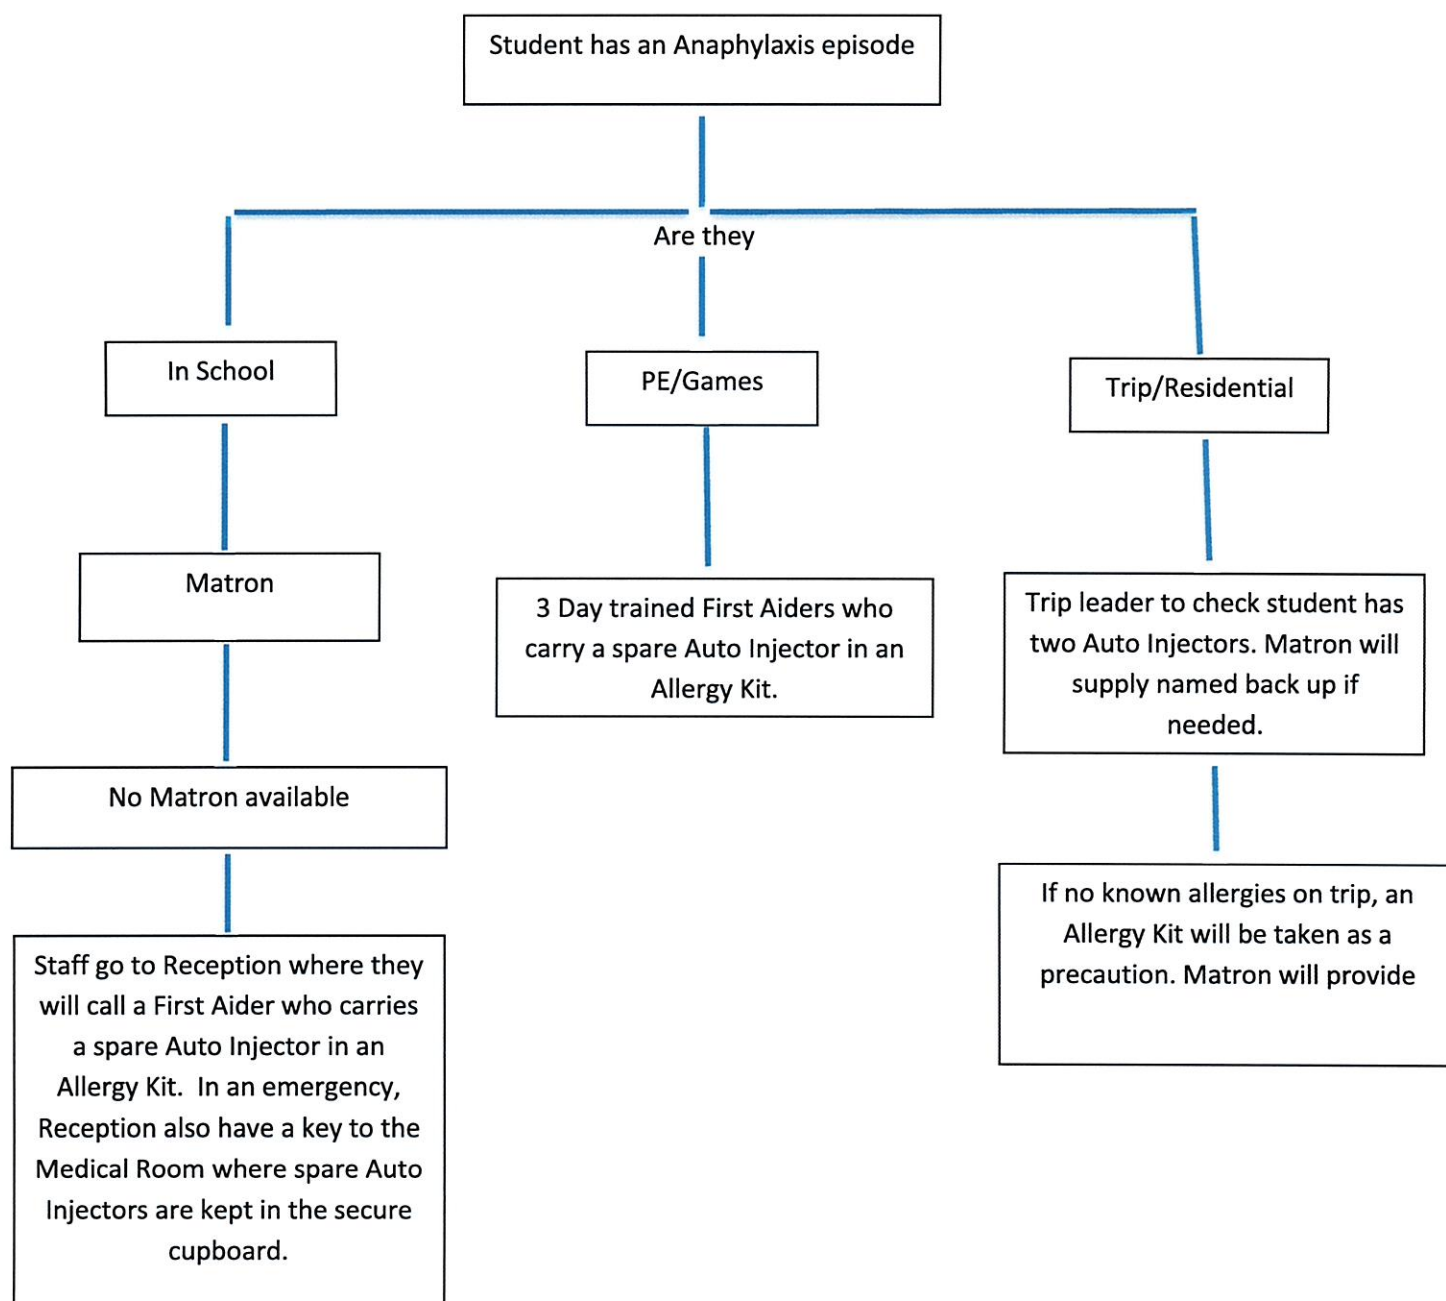 Student has an Anaphylaxis episode
Are they
In School
PE/Games
Trip/Residential
Matron
3 Day trained First Aiders who
carry a spare Auto Injector in an
Allergy Kit.
Trip leader to check student has
two Auto Injectors. Matron will
supply named back up if
needed.
No Matron available
If no known allergies on trip, an
Allergy Kit will be taken as a
precaution. Matron will provide
Staff go to Reception where they
will call a First Aider who carries
a spare Auto Injector in an
Allergy Kit.  In an emergency,
Reception also have a key to the
Medical Room where spare Auto
Injectors are kept in the secure
cupboard.